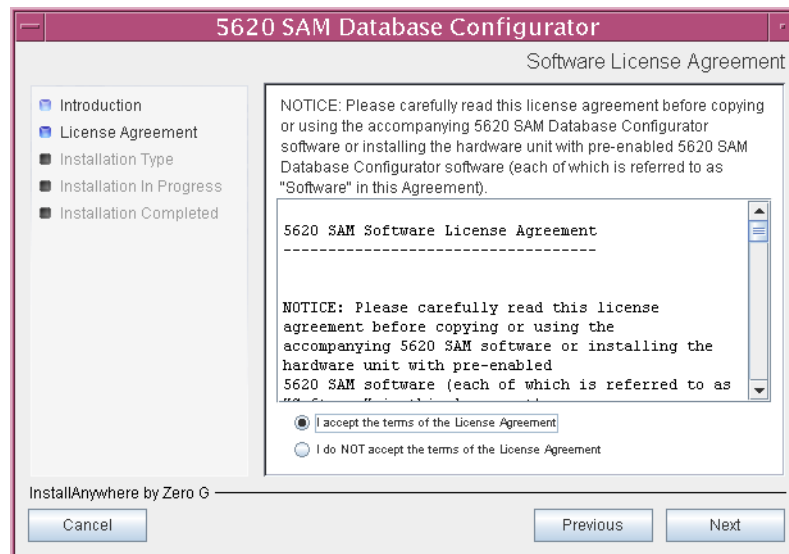 5620 SAM Database Configurator
Software License Agreement
Introduction
License Agreement
Installation Type
Installation In Progress
Installation Completed
NOTICE: Please carefully read this license agreement before copying
or using the accompanying 5620 SAM Database Configurator
software or installing the hardware unit with pre-enabled 5620 SAM
Database Configurator software (each of which is referred to as
"Software" in this Agreement).
5620 SAM Software License Agreement
-----------------------------------
NOTICE: Please carefully read this license
agreement before copying or using the
accompanying 5620 SAM software or installing the
hardware unit with pre-enabled
5620 SAM software (each of which is referred to as
I accept the terms of the License Agreement
I do NOT accept the terms of the License Agreement
InstallAnywhere by Zero G
Cancel
Previous
Next